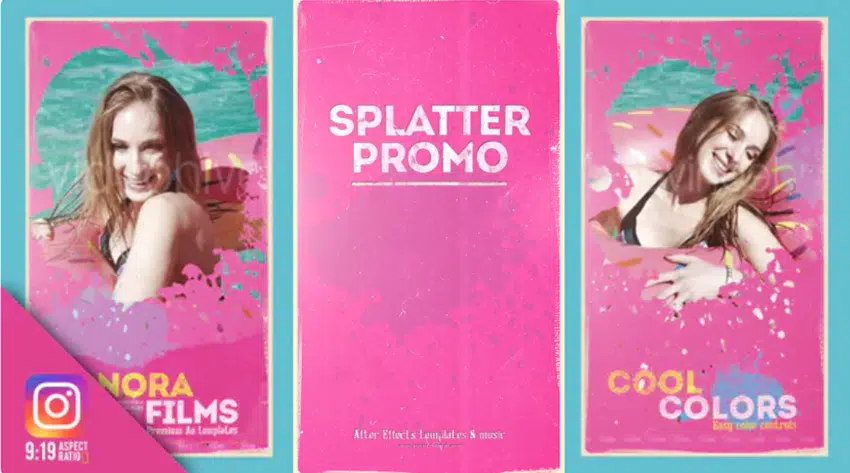 NORA
FILMS
Premium Ae Templates
9:19 ASPECT
RATIO
SPLATTER
PROMO
After Effects Templates & music
COOL
COLORS
Easy color controls